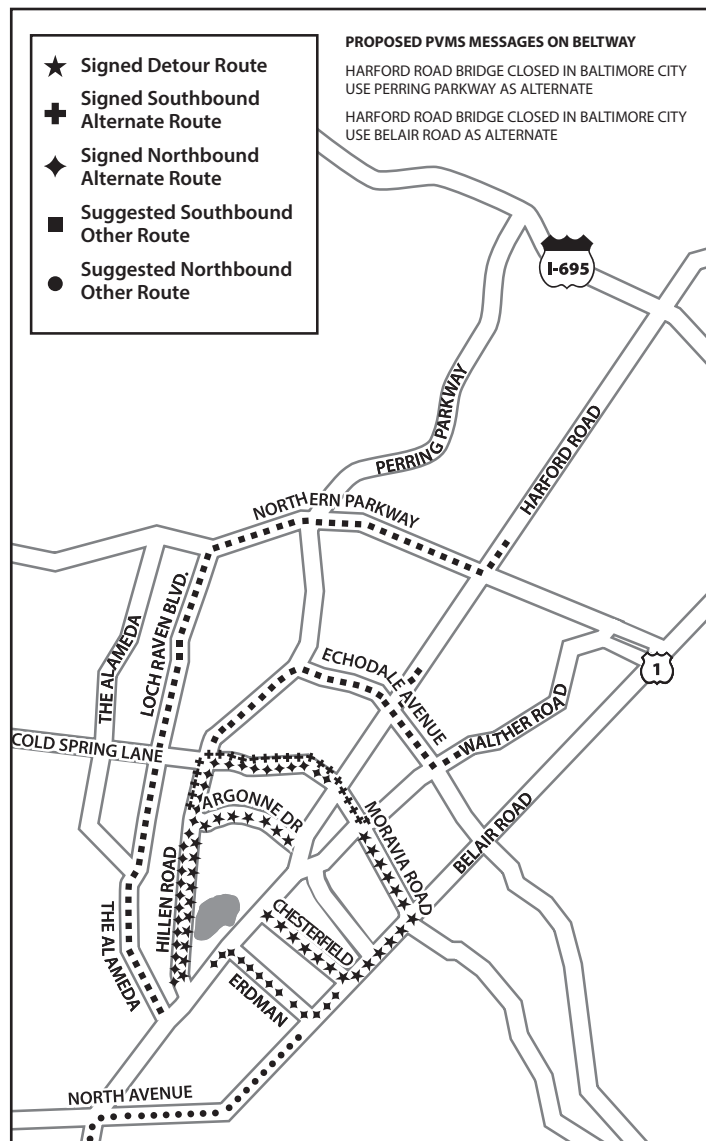 Signed Detour Route
Signed Southbound
Alternate Route
Signed Northbound
Alternate Route
Suggested Southbound
Other Route
Suggested Northbound
Other Route
PROPOSED PVMS MESSAGES ON BELTWAY
HARFORD ROAD BRIDGE CLOSED IN BALTIMORE CITY
USE PERRING PARKWAY AS ALTERNATE
HARFORD ROAD BRIDGE CLOSED IN BALTIMORE CITY
USE BELAIR ROAD AS ALTERNATE
I-695
PERRING PARKWAY
HARFORD ROAD
NORTHERN PARKWAY
LOCH RAVEN BLVD.
THE ALAMEDA
ECHODALE AVENUE
1
WALTHER ROAD
COLD SPRING LANE
ARGONNE DR
MORAVIA ROAD
BELAIR ROAD
HILLEN ROAD
THE ALAMEDA
CHESTERFIELD
ERDMAN
NORTH AVENUE